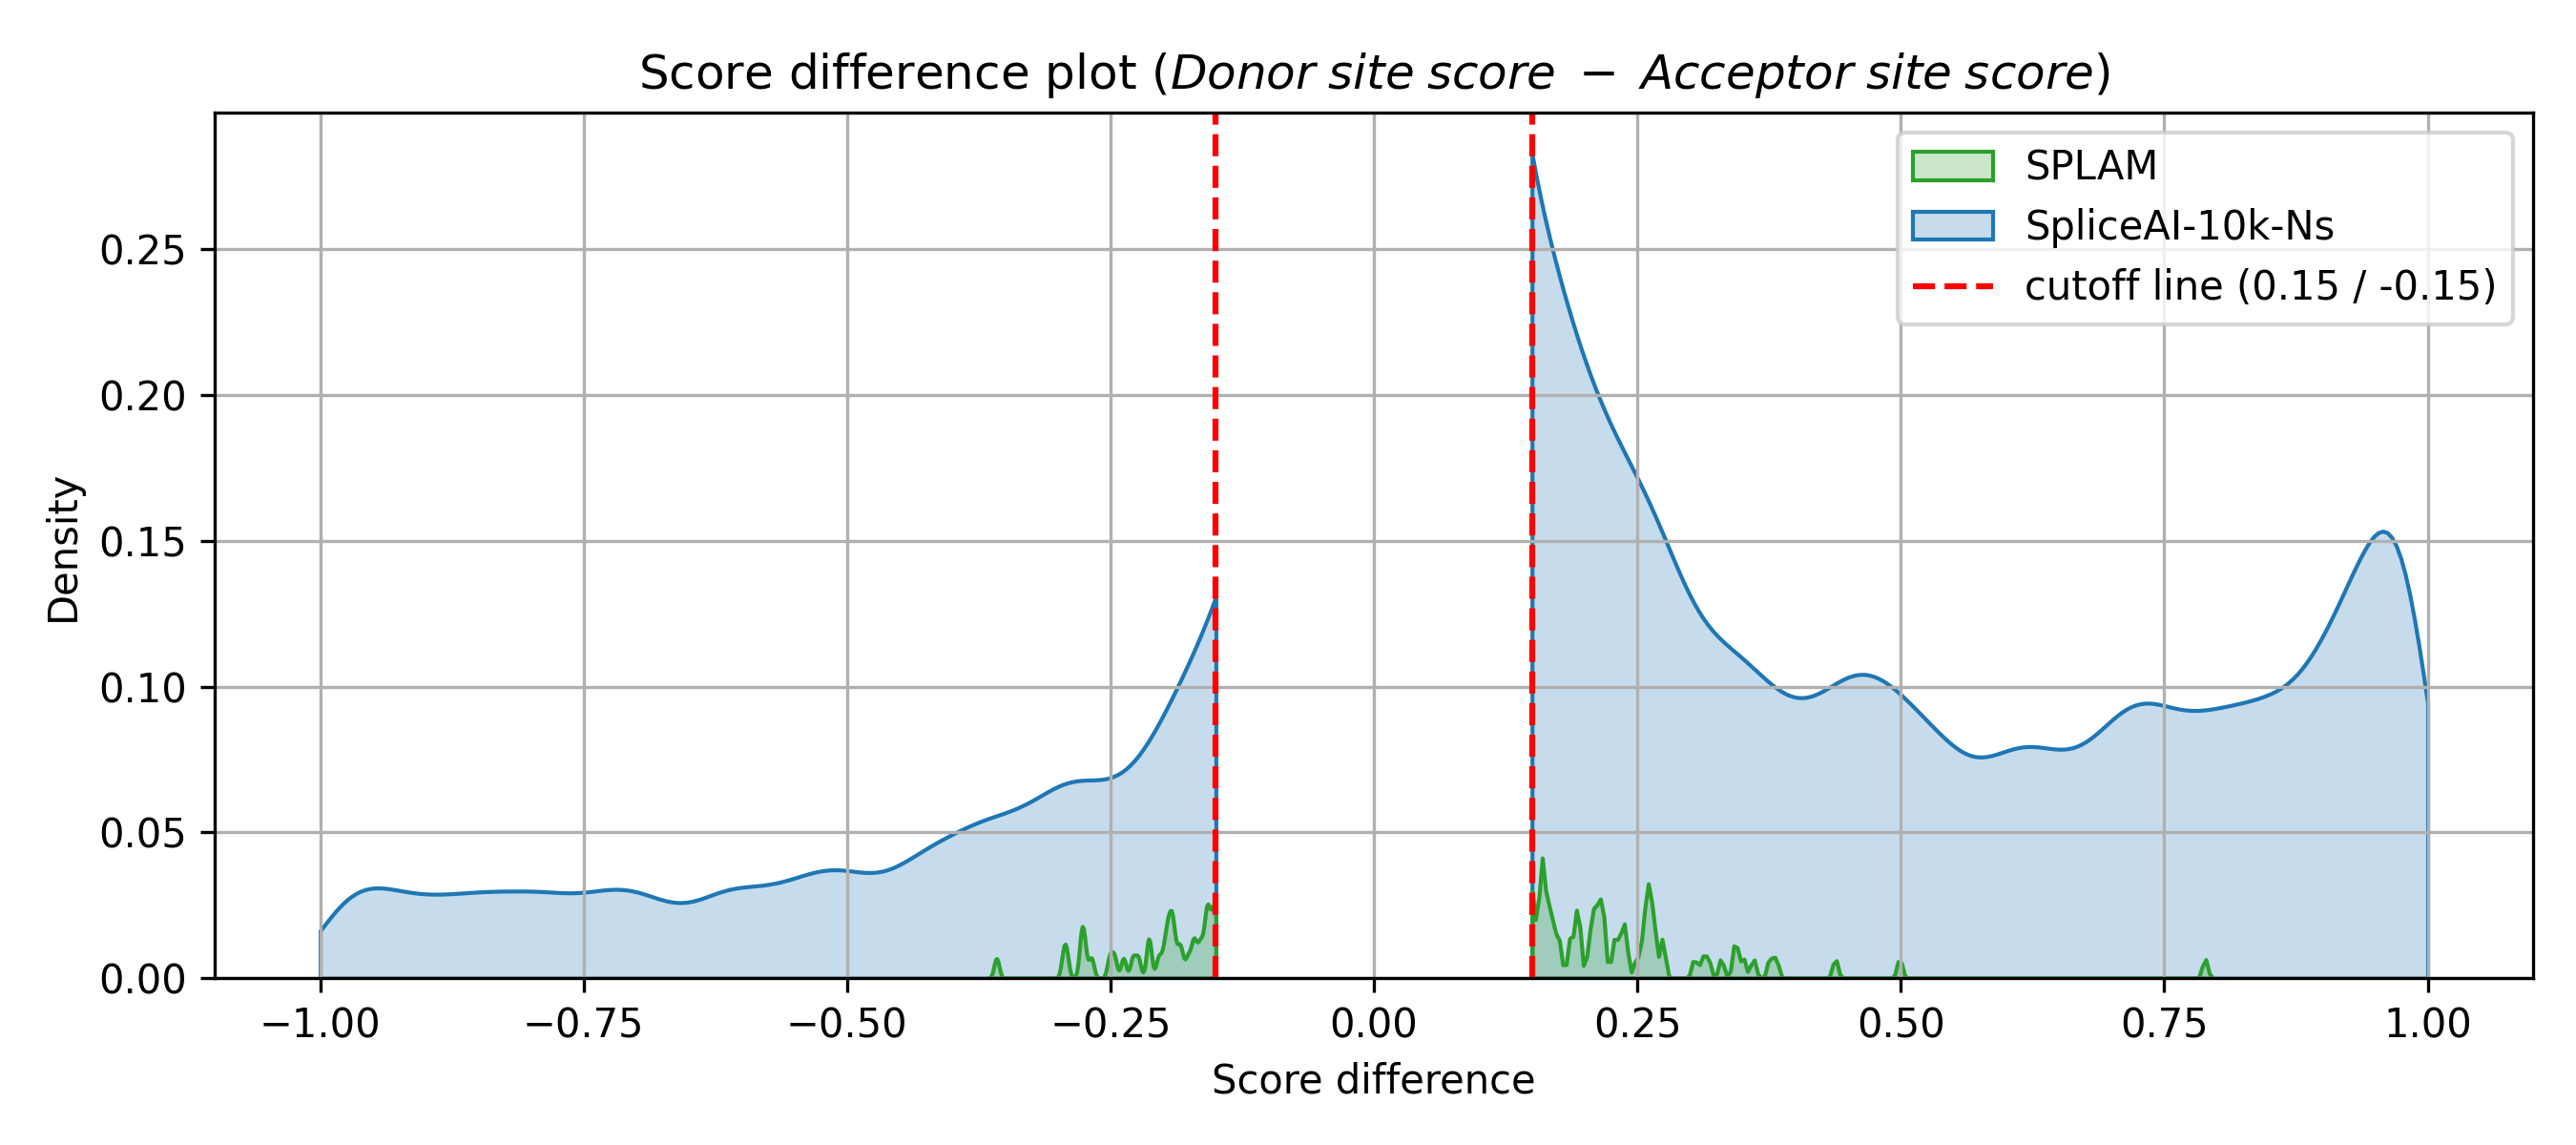 Score difference plot (Donor site score − Acceptor site score)
SPLAM
SpliceAI-10k-Ns
cutoff line (0.15 / -0.15)
Density
0.25
0.20
0.15
0.10
0.05
0.00
−1.00 −0.75 −0.50 −0.25 0.00 0.25 0.50 0.75 1.00
Score difference